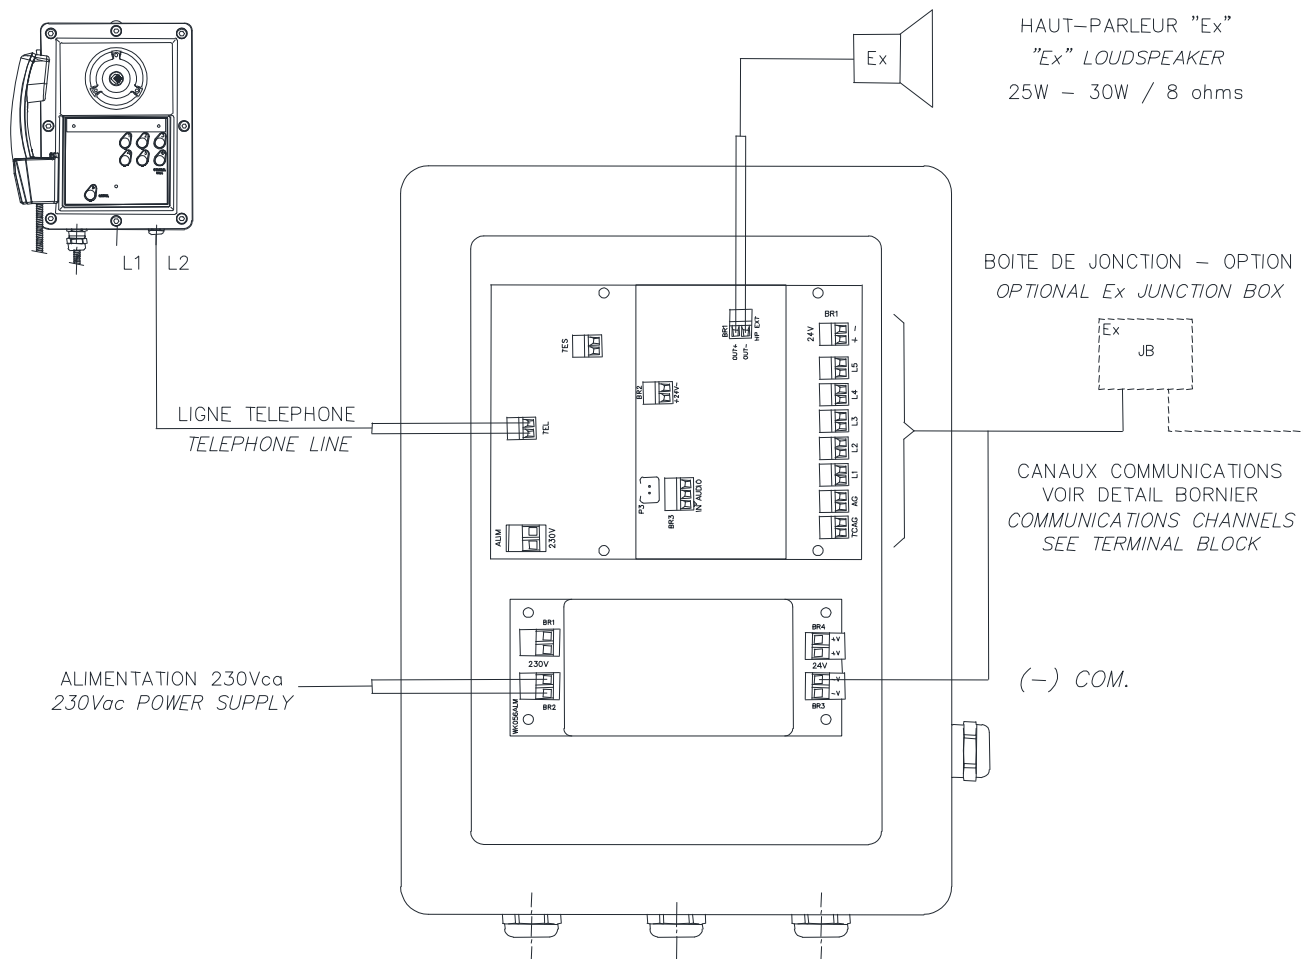 HAUT-PARLEUR "Ex"
"Ex" LOUDSPEAKER
25W - 30W / 8 ohms
Ex
L1
L2
BOITE DE JONCTION - OPTION
OPTIONAL Ex JUNCTION BOX
Ex
JB
BR1
OUT+
OUT-
HP EXT
BR1
24V
-
+
L5
L4
L3
L2
L1
AG
TCAG
TES
BR2
+24V-
LIGNE TELEPHONE
TELEPHONE LINE
TEL
CANAUX COMMUNICATIONS
VOIR DETAIL BORNIER
COMMUNICATIONS CHANNELS
SEE TERMINAL BLOCK
P3
BR3
IN AUDIO
ALIM
230V
BR1
230V
BR2
WK056ALM
BR4
+V
+V
24V
-V
-V
BR3
ALIMENTATION 230Vca
230Vac POWER SUPPLY
(-) COM.